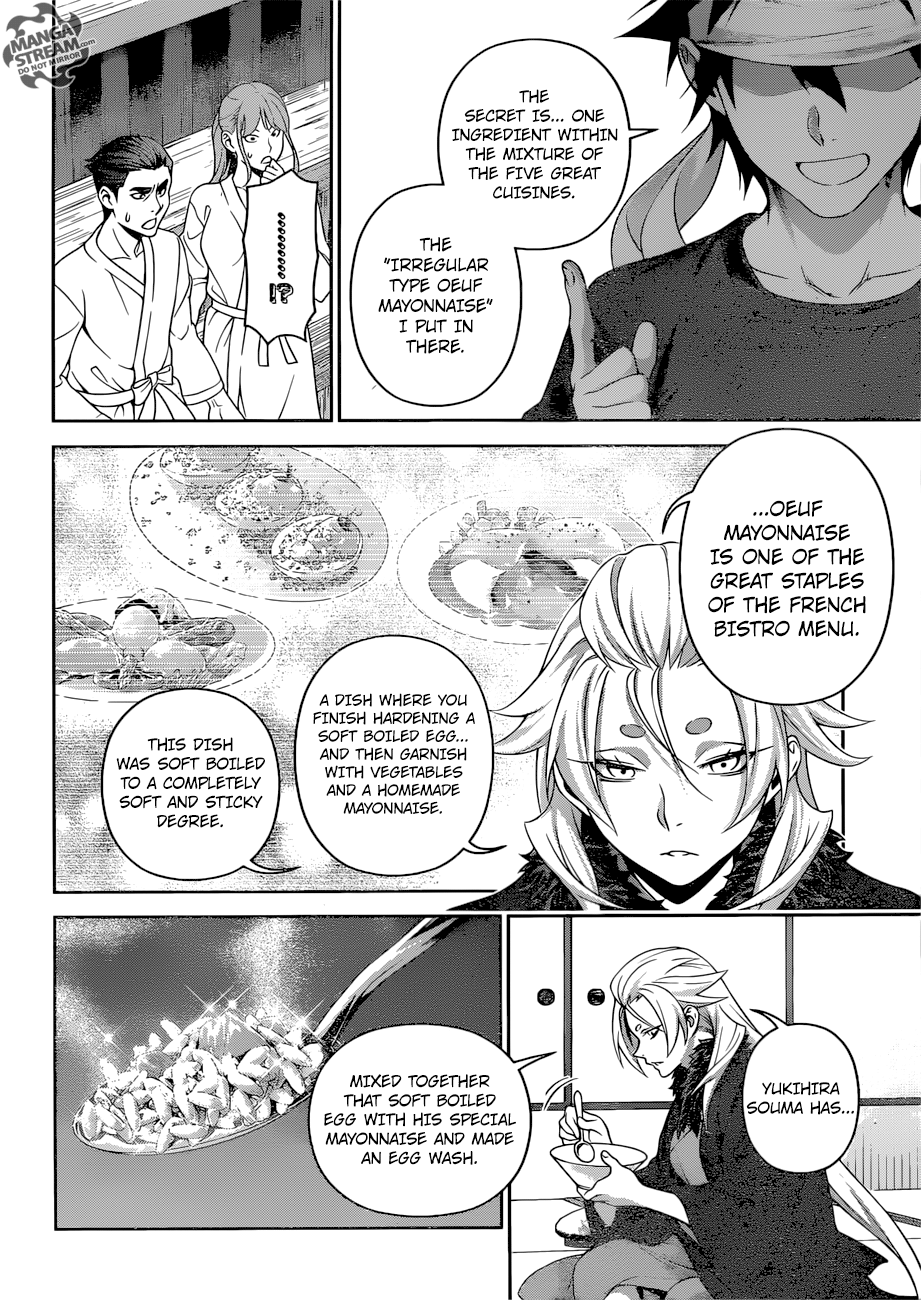 MANGA
STREAM.com
DO NOT MIRROR
THE
SECRET IS... ONE
INGREDIENT WITHIN
THE MIXTURE OF
THE FIVE GREAT
CUISINES.
THE
"IRREGULAR
TYPE OEUF
MAYONNAISE"
I PUT IN
THERE.
............!?
...OEUF
MAYONNAISE
IS ONE OF THE
GREAT STAPLES
OF THE FRENCH
BISTRO MENU.
A DISH WHERE YOU
FINISH HARDENING A
SOFT BOILED EGG...
AND THEN GARNISH
WITH VEGETABLES
AND A HOMEMADE
MAYONNAISE.
THIS DISH
WAS SOFT BOILED
TO A COMPLETELY
SOFT AND STICKY
DEGREE.
YUKIHIRA
SOUMA HAS...
MIXED TOGETHER
THAT SOFT BOILED
EGG WITH HIS SPECIAL
MAYONNAISE AND MADE
AN EGG WASH.